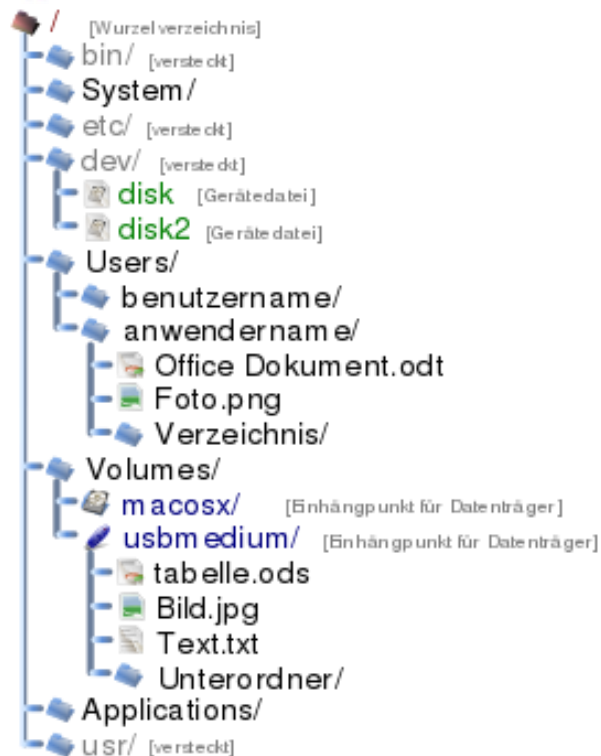 / [Wurzelverzeichnis]
bin/ [versteckt]
System/
etc/ [versteckt]
dev/ [versteckt]
disk [Gerätedatei]
disk2 [Gerätedatei]
Users/
benutzername/
anwendername/
Office Dokument.odt
Foto.png
Verzeichnis/
Volumes/
macosx/ [Einhängpunkt für Datenträger]
usbmedium/ [Einhängpunkt für Datenträger]
tabelle.ods
Bild.jpg
Text.txt
Unterordner/
Applications/
usr/ [versteckt]